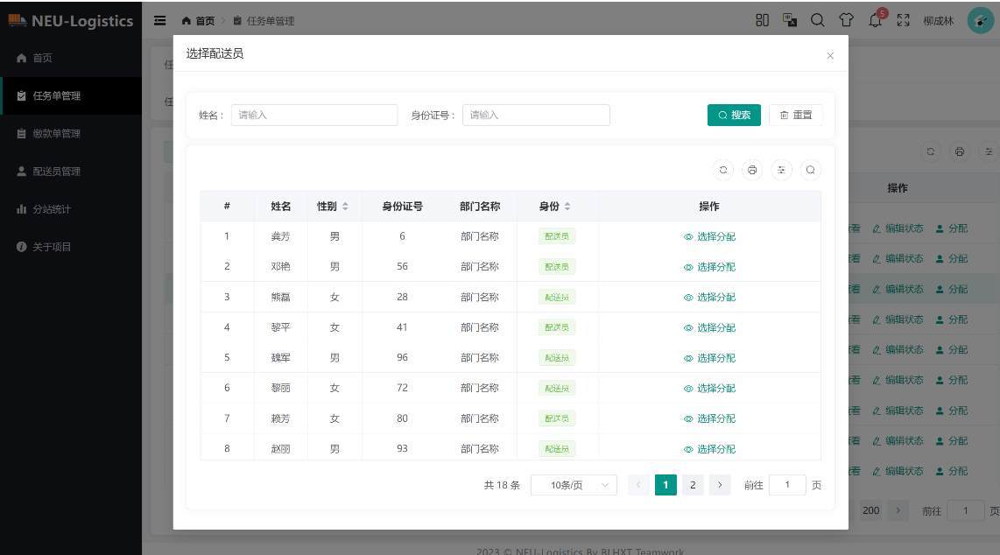 NEU-Logistics
首页
任务单管理
缴款单管理
配送员管理
分站统计
关于项目
首页 > 任务单管理
5
柳成林
选择配送员
姓名： 请输入 身份证号： 请输入 搜索 重置
# 姓名 性别 身份证号 部门名称 身份 操作
1 龚芳 男 6 部门名称 配送员 选择分配
2 邓艳 男 56 部门名称 配送员 选择分配
3 熊磊 女 28 部门名称 配送员 选择分配
4 黎平 女 41 部门名称 配送员 选择分配
5 魏军 男 96 部门名称 配送员 选择分配
6 黎丽 女 72 部门名称 配送员 选择分配
7 赖芳 女 80 部门名称 配送员 选择分配
8 赵丽 男 93 部门名称 配送员 选择分配
共 18 条 10条/页 1 2 前往 1 页
操作
编辑状态 分配
编辑状态 分配
编辑状态 分配
编辑状态 分配
编辑状态 分配
编辑状态 分配
编辑状态 分配
编辑状态 分配
编辑状态 分配
200 前往 1 页
2023 © NEU-Logistics By BLHXT Teamwork